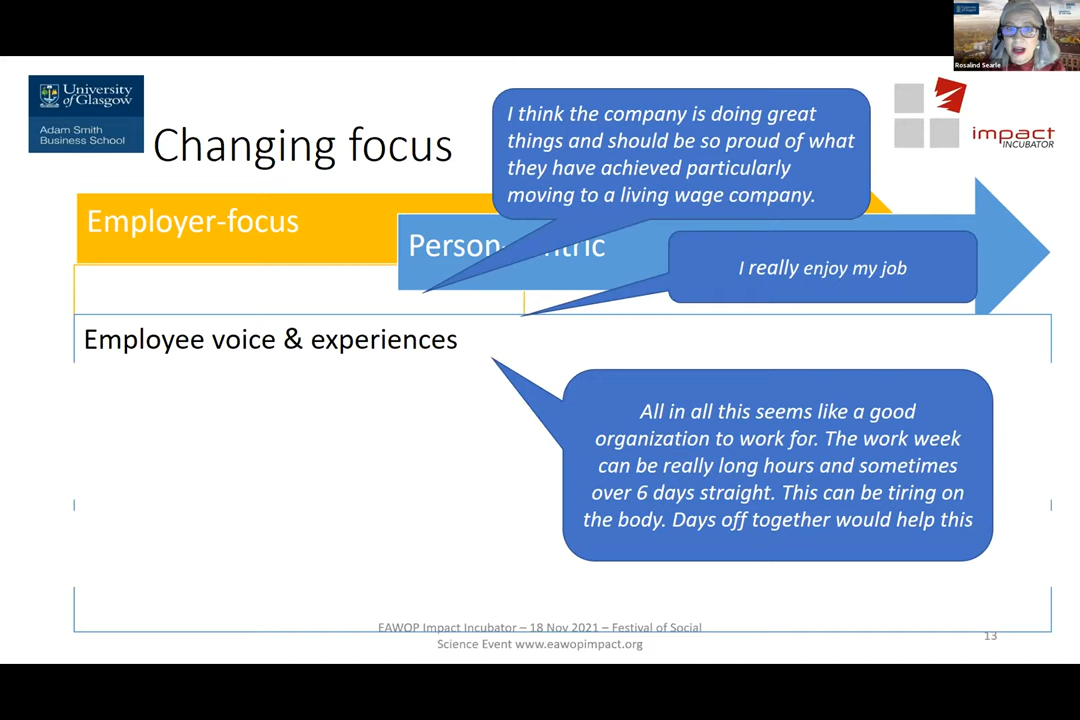 Rosalind Searle
University
of Glasgow
Adam Smith
Business School
Changing focus
impact
INCUBATOR
I think the company is doing great
things and should be so proud of what
they have achieved particularly
moving to a living wage company.
Employer-focus
Person-
tric
I really enjoy my job
Employee voice & experiences
All in all this seems like a good
organization to work for. The work week
can be really long hours and sometimes
over 6 days straight. This can be tiring on
the body. Days off together would help this
EAWOP Impact Incubator – 18 Nov 2021 – Festival of Social
Science Event www.eawopimpact.org
13